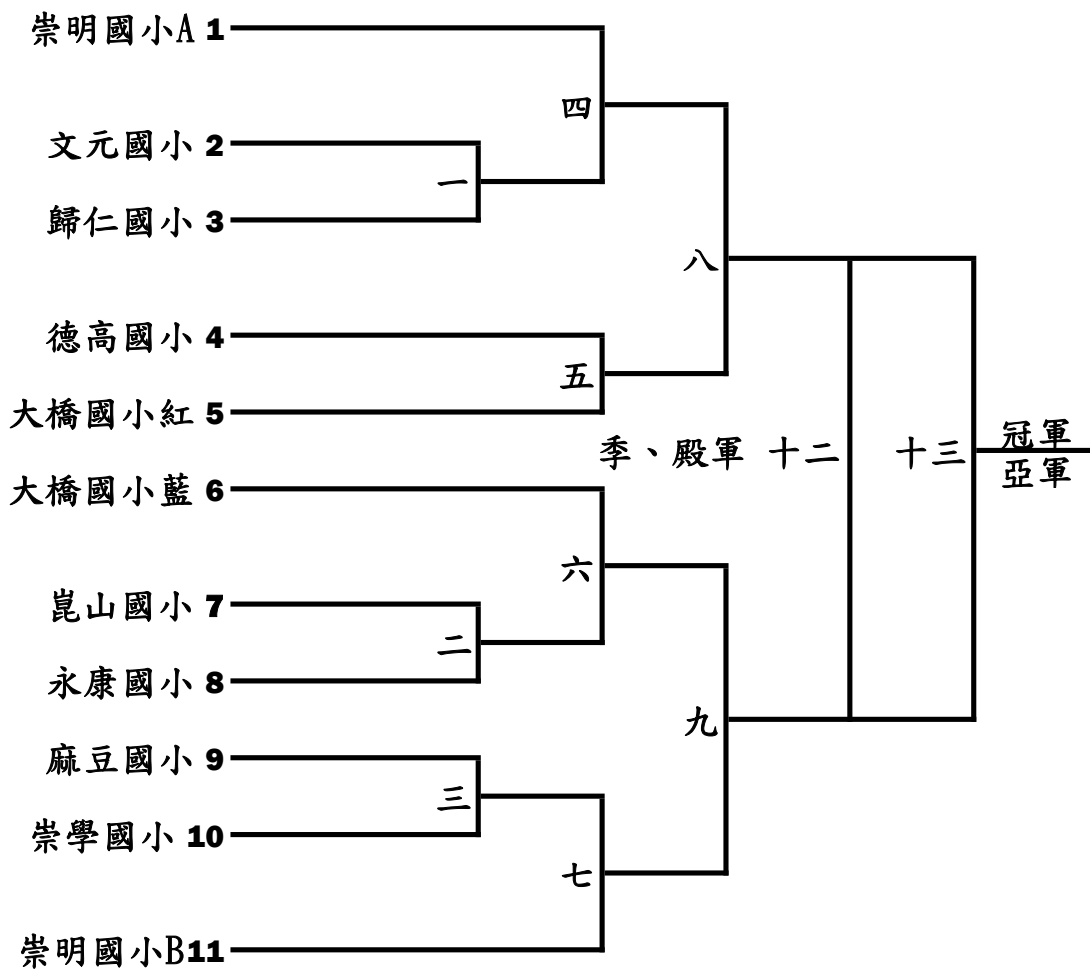 崇明國小A 1
四
文元國小 2
一
歸仁國小 3
八
德高國小 4
五
大橋國小紅 5
季、殿軍 十二
十三
冠軍
亞軍
大橋國小藍 6
六
崑山國小 7
二
永康國小 8
九
麻豆國小 9
三
崇學國小 10
七
崇明國小B11